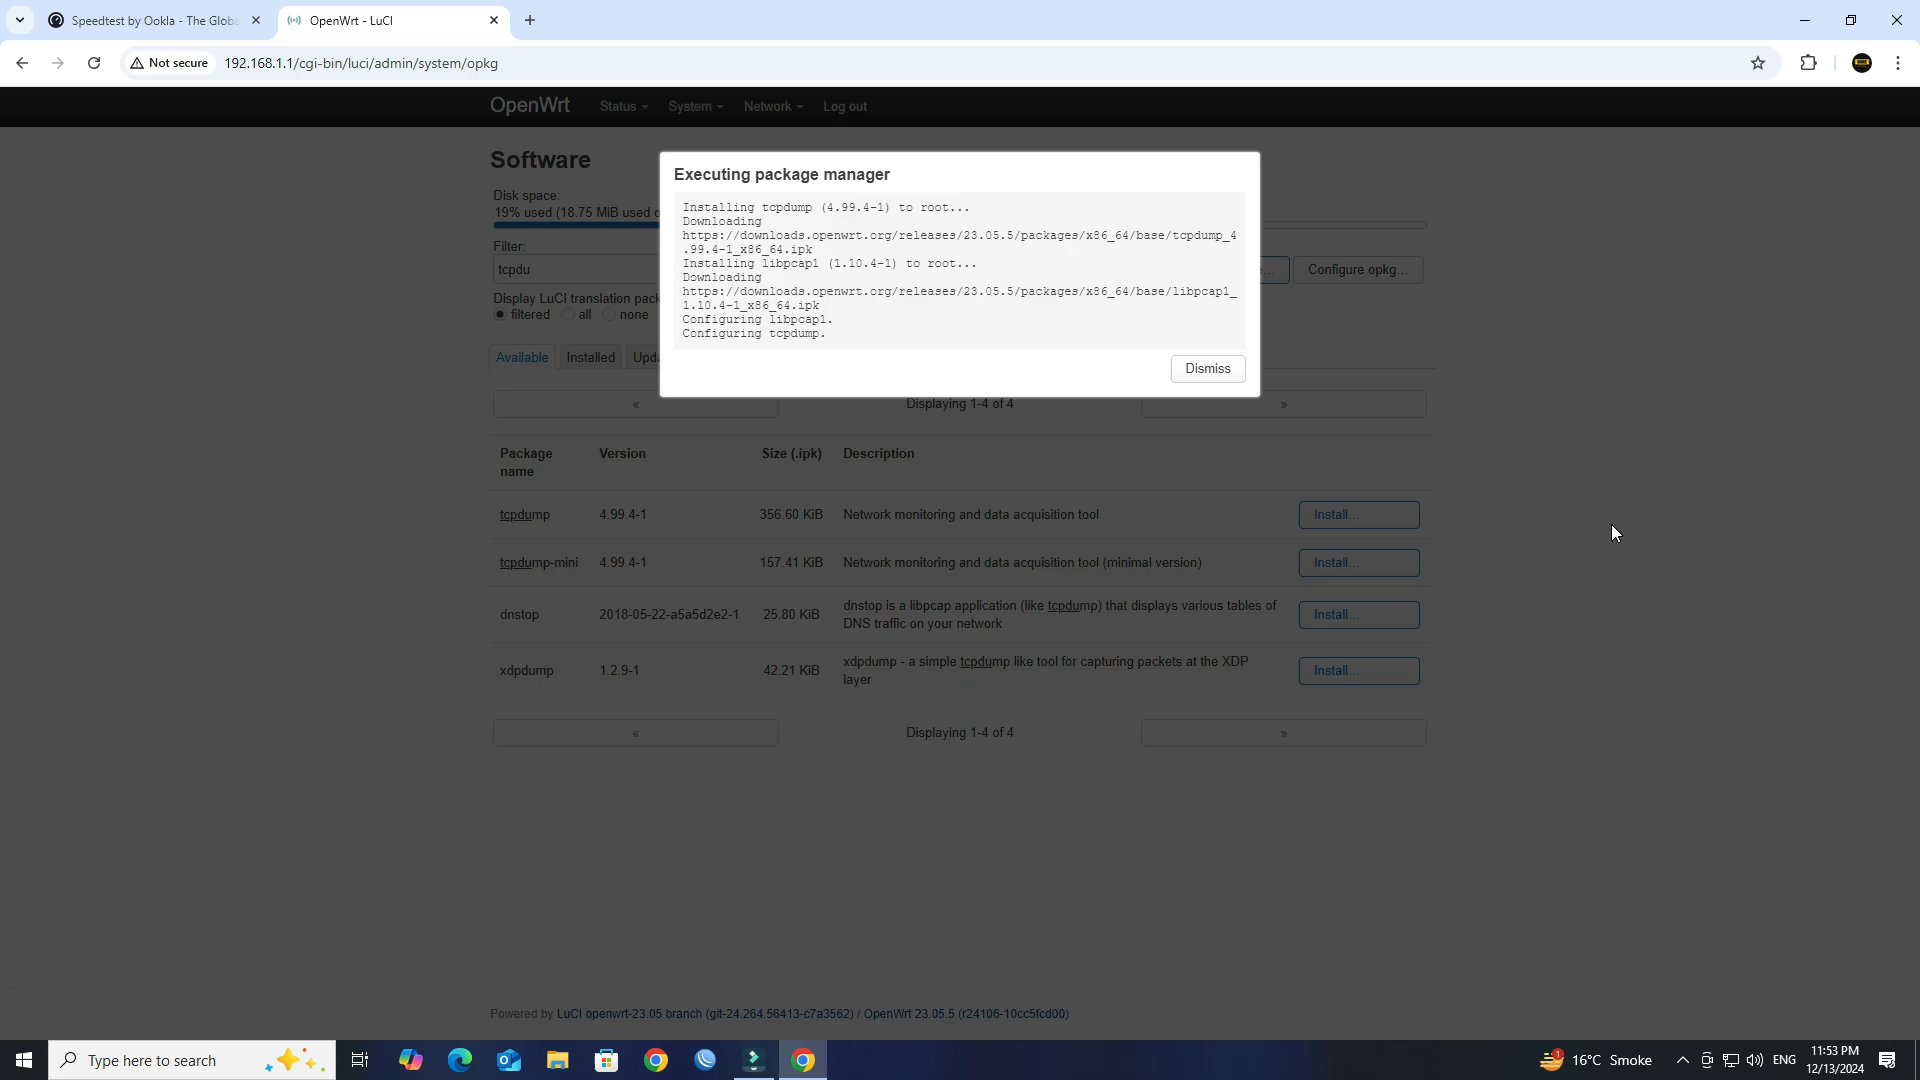 Speedtest by Ookla - The Globa
OpenWrt - LuCI
Not secure
192.168.1.1/cgi-bin/luci/admin/system/opkg
OpenWrt
Status
System
Network
Log out
Software
Disk space:
19% used (18.75 MiB used
Filter:
tcpdu
Configure opkg...
Display LuCI translation pack
filtered
all
none
Available
Installed
Upda
Executing package manager
Installing tcpdump (4.99.4-1) to root...
Downloading
https://downloads.openwrt.org/releases/23.05.5/packages/x86_64/base/tcpdump_4
.99.4-1_x86_64.ipk
Installing libpcap1 (1.10.4-1) to root...
Downloading
https://downloads.openwrt.org/releases/23.05.5/packages/x86_64/base/libpcap1_
1.10.4-1_x86_64.ipk
Configuring libpcap1.
Configuring tcpdump.
Dismiss
«
Displaying 1-4 of 4
»
Package name
Version
Size (.ipk)
Description
tcpdump
4.99.4-1
356.60 KiB
Network monitoring and data acquisition tool
Install...
tcpdump-mini
4.99.4-1
157.41 KiB
Network monitoring and data acquisition tool (minimal version)
Install...
dnstop
2018-05-22-a5a5d2e2-1
25.80 KiB
dnstop is a libpcap application (like tcpdump) that displays various tables of
DNS traffic on your network
Install...
xdpdump
1.2.9-1
42.21 KiB
xdpdump - a simple tcpdump like tool for capturing packets at the XDP
layer
Install...
«
Displaying 1-4 of 4
»
Powered by LuCI openwrt-23.05 branch (git-24.264.56413-c7a3562) / OpenWrt 23.05.5 (r24106-10cc5fcd00)
Type here to search
1
16°C Smoke
ENG
11:53 PM
12/13/2024